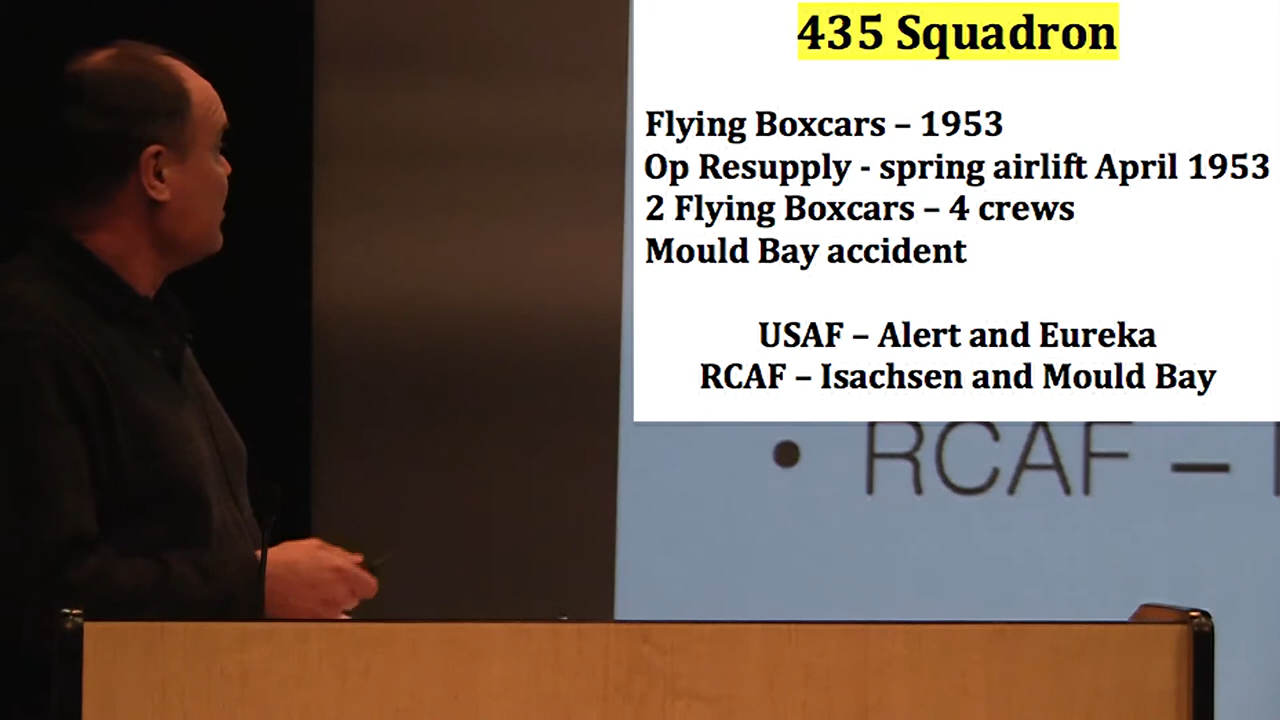 435 Squadron
Flying Boxcars – 1953
Op Resupply - spring airlift April 1953
2 Flying Boxcars – 4 crews
Mould Bay accident
USAF – Alert and Eureka
RCAF – Isachsen and Mould Bay
• RCAF –